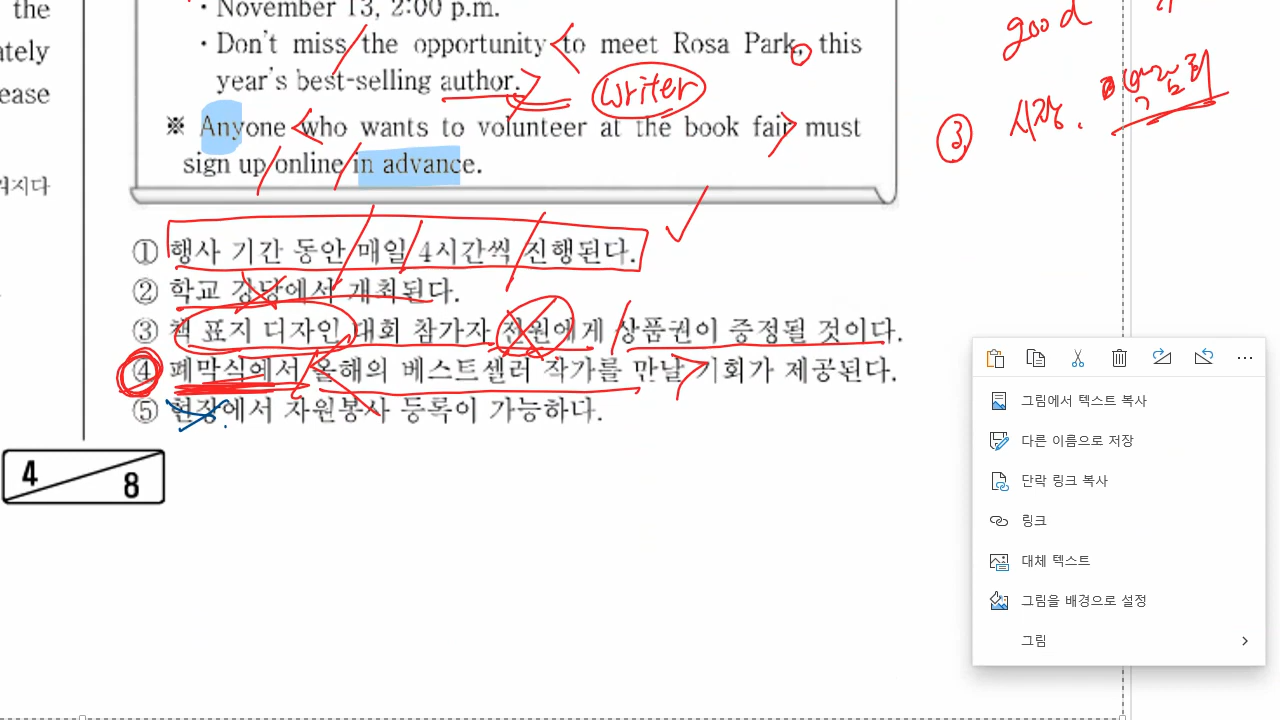 the
ately
ease
겨지다
· November 13, 2:00 p.m.
· Don't miss the opportunity to meet Rosa Park, this
year's best-selling author.
writer
※ Anyone who wants to volunteer at the book fair must
sign up online in advance.
good
③ 시장.
박람회
① 행사 기간 동안 매일 4시간씩 진행된다.
② 학교 강당에서 개최된다.
③ 책 표지 디자인 대회 참가자 전원에게 상품권이 증정될 것이다.
④ 폐막식에서 올해의 베스트셀러 작가를 만날 기회가 제공된다.
⑤ 현장에서 자원봉사 등록이 가능하다.
4
8
그림에서 텍스트 복사
다른 이름으로 저장
단락 링크 복사
링크
대체 텍스트
그림을 배경으로 설정
그림